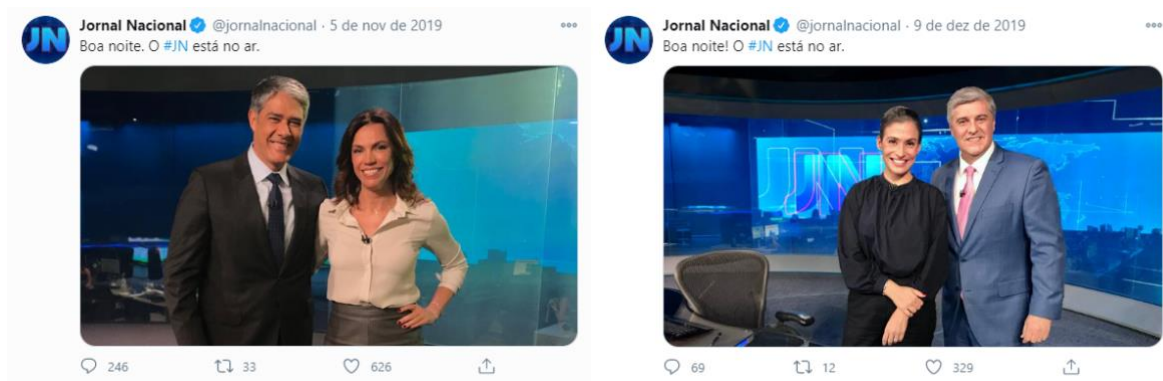 JN
Jornal Nacional @jornalnacional · 5 de nov de 2019
Boa noite. O #JN está no ar.
246 33 626
JN
Jornal Nacional @jornalnacional · 9 de dez de 2019
Boa noite! O #JN está no ar.
JN
69 12 329